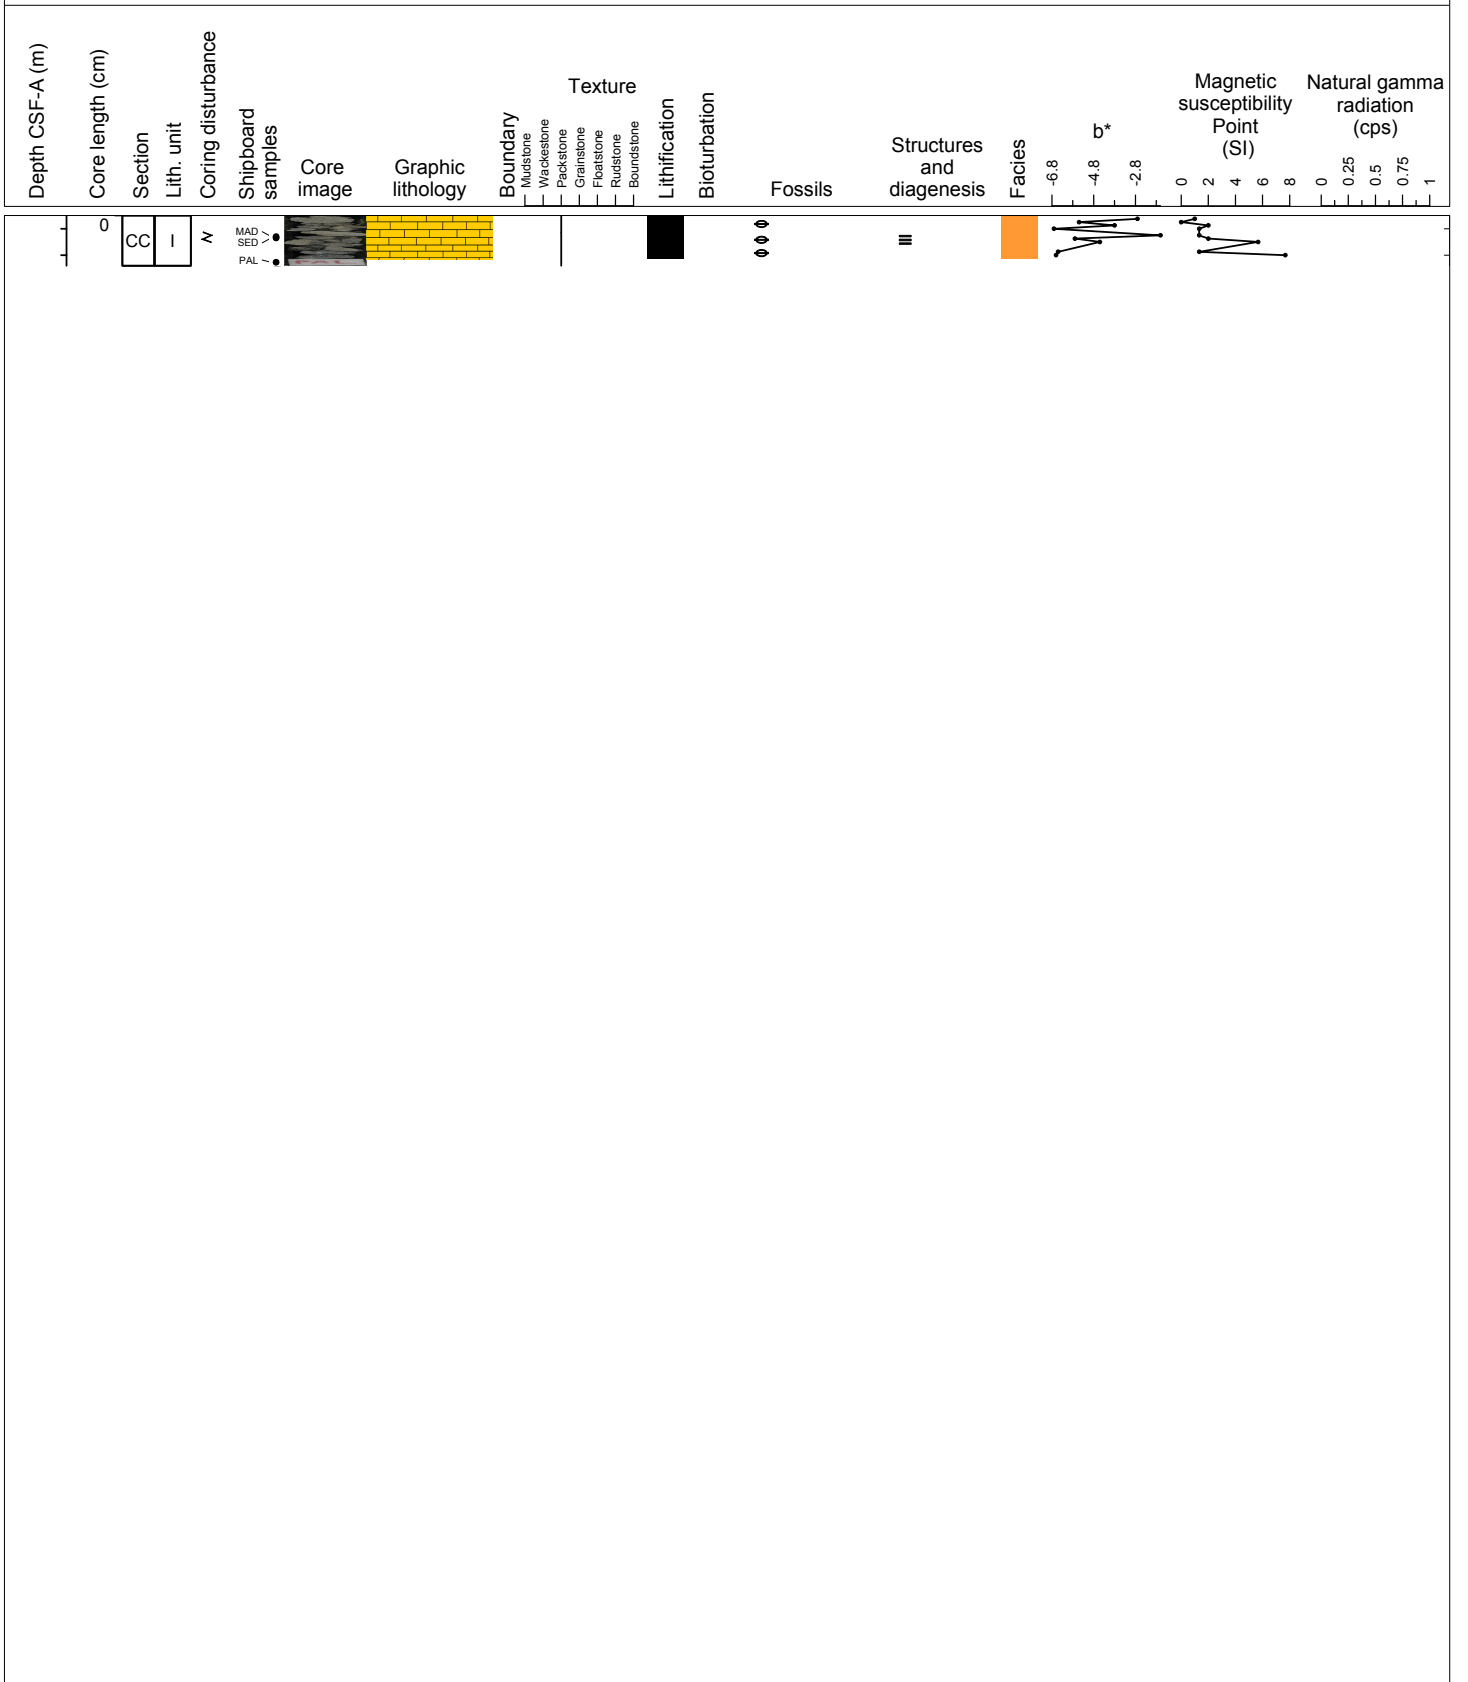 Depth CSF-A (m)
Core length (cm)
Section
Lith. unit
Coring disturbance
Shipboard
samples
Core
image
Graphic
lithology
Boundary
Texture
Mudstone
Wackestone
Packstone
Grainstone
Floatstone
Rudstone
Boundstone
Lithification
Bioturbation
Fossils
Structures
and
diagenesis
Facies
b*
-6.8
-4.8
-2.8
Magnetic
susceptibility
Point
(SI)
0
2
4
6
8
Natural gamma
radiation
(cps)
0
0.25
0.5
0.75
1
0
CC
I
MAD
SED
PAL
PAL